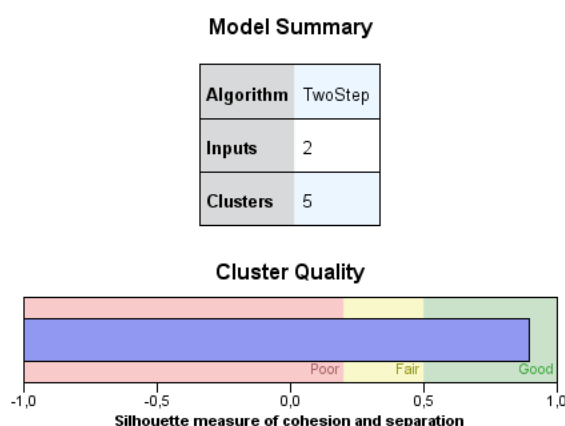 Model Summary
Algorithm TwoStep
Inputs 2
Clusters 5
Cluster Quality
Poor Fair Good
-1,0 -0,5 0,0 0,5 1,0
Silhouette measure of cohesion and separation